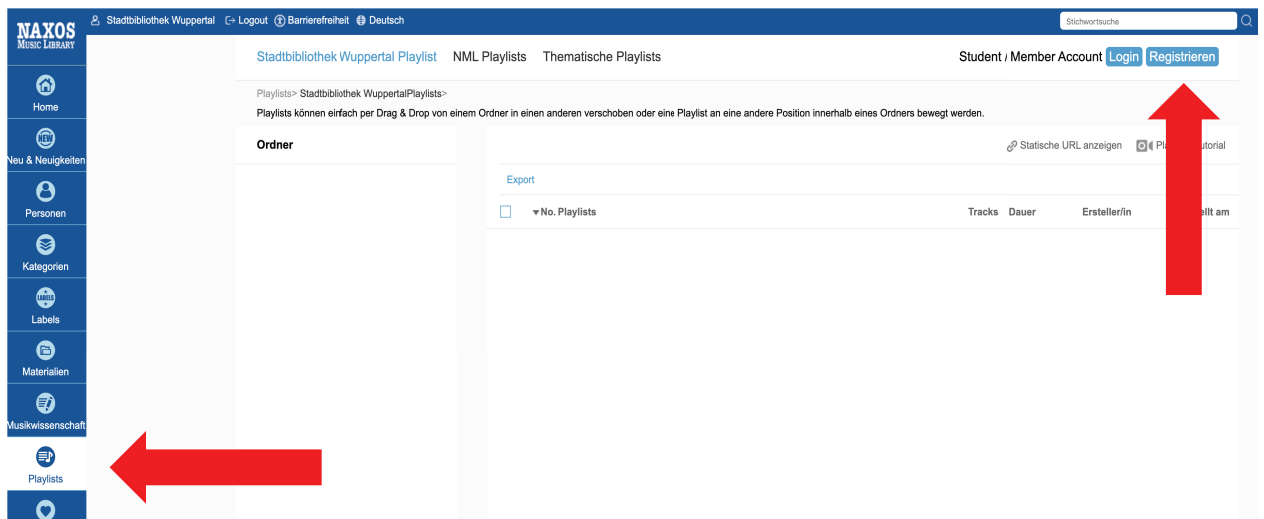 NAXOS
MUSIC LIBRARY
Stadtbibliothek Wuppertal Logout Barrierefreiheit Deutsch
Stichwortsuche
Home
NEW
Neu & Neuigkeiten
Personen
Kategorien
LABELS
Labels
Materialien
Musikwissenschaft
Playlists
Stadtbibliothek Wuppertal Playlist NML Playlists Thematische Playlists
Student / Member Account Login Registrieren
Playlists> Stadtbibliothek WuppertalPlaylists>
Playlists können einfach per Drag & Drop von einem Ordner in einen anderen verschoben oder eine Playlist an eine andere Position innerhalb eines Ordners bewegt werden.
Ordner
Statische URL anzeigen
Export
No. Playlists Tracks Dauer Ersteller/in